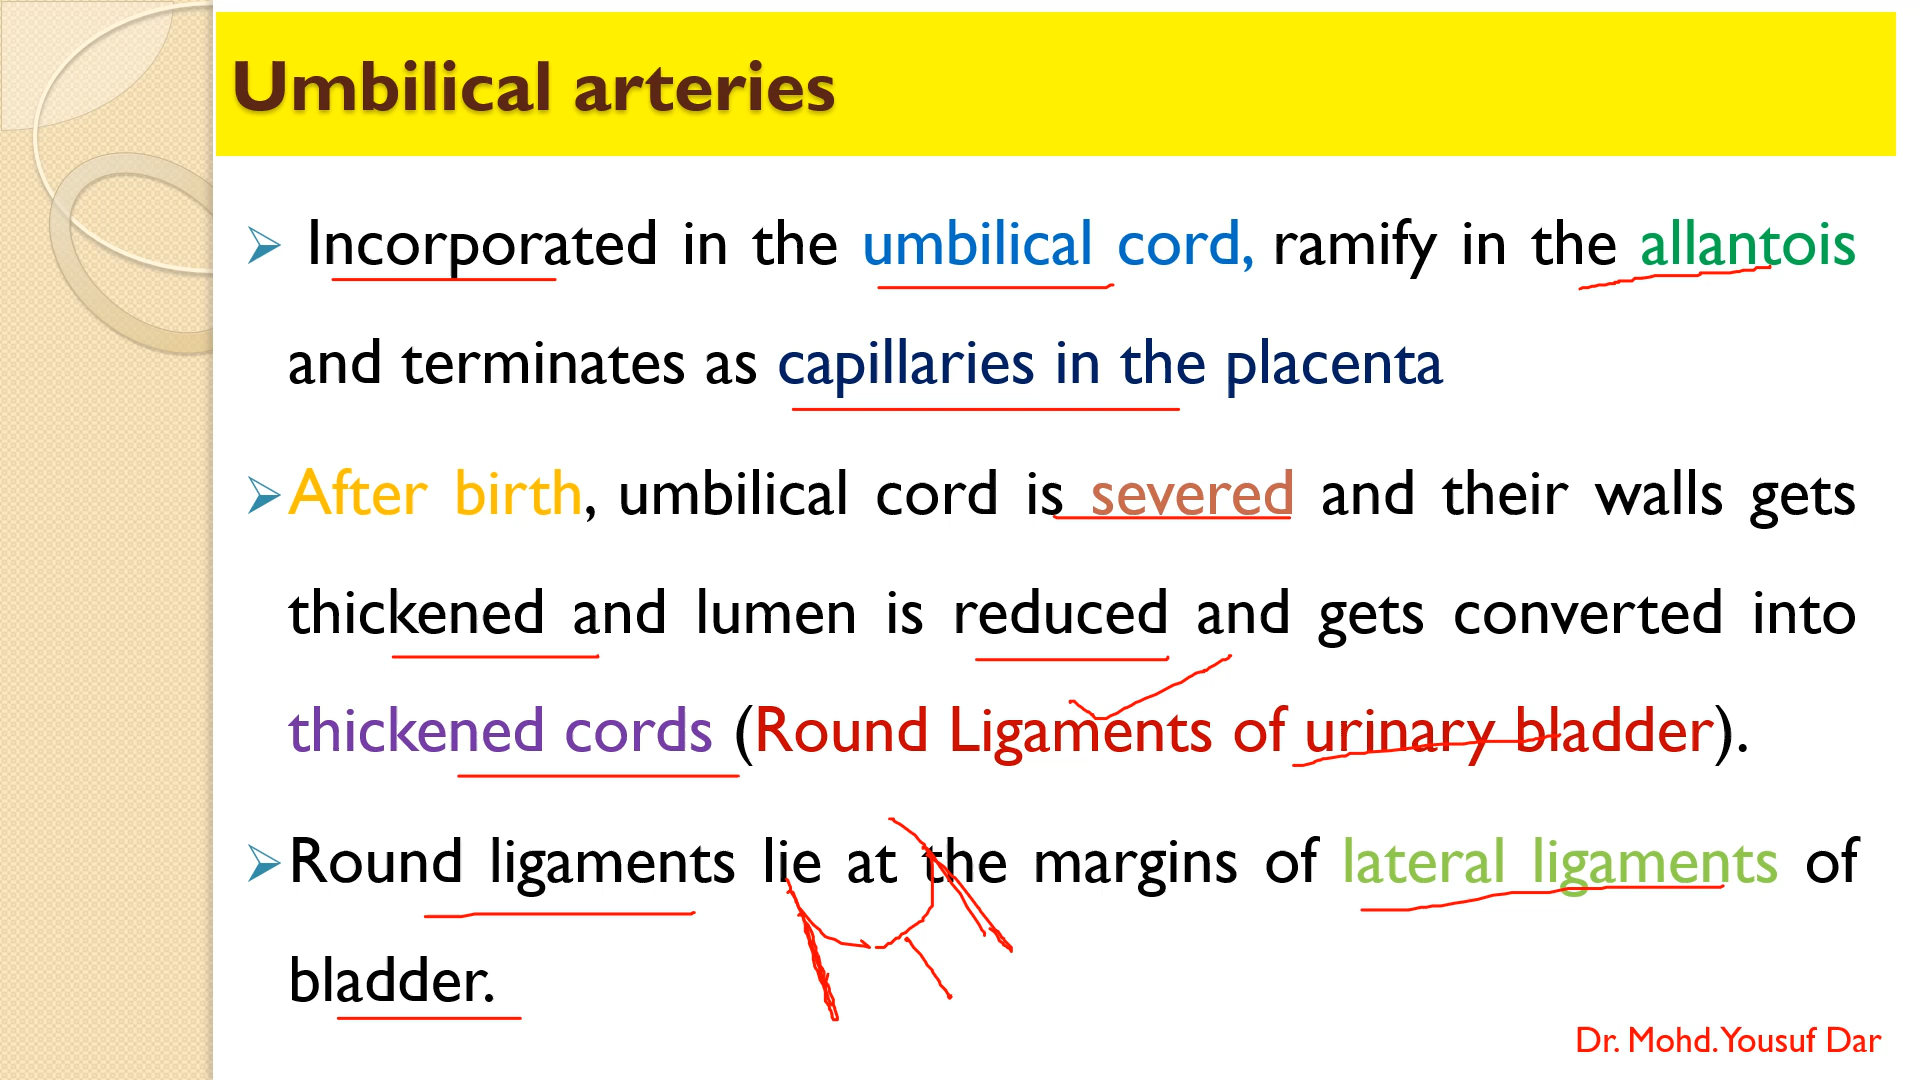 Umbilical arteries
Incorporated in the umbilical cord, ramify in the allantois
and terminates as capillaries in the placenta
After birth, umbilical cord is severed and their walls gets
thickened and lumen is reduced and gets converted into
thickened cords (Round Ligaments of urinary bladder).
Round ligaments lie at the margins of lateral ligaments of
bladder.
Dr. Mohd.Yousuf Dar